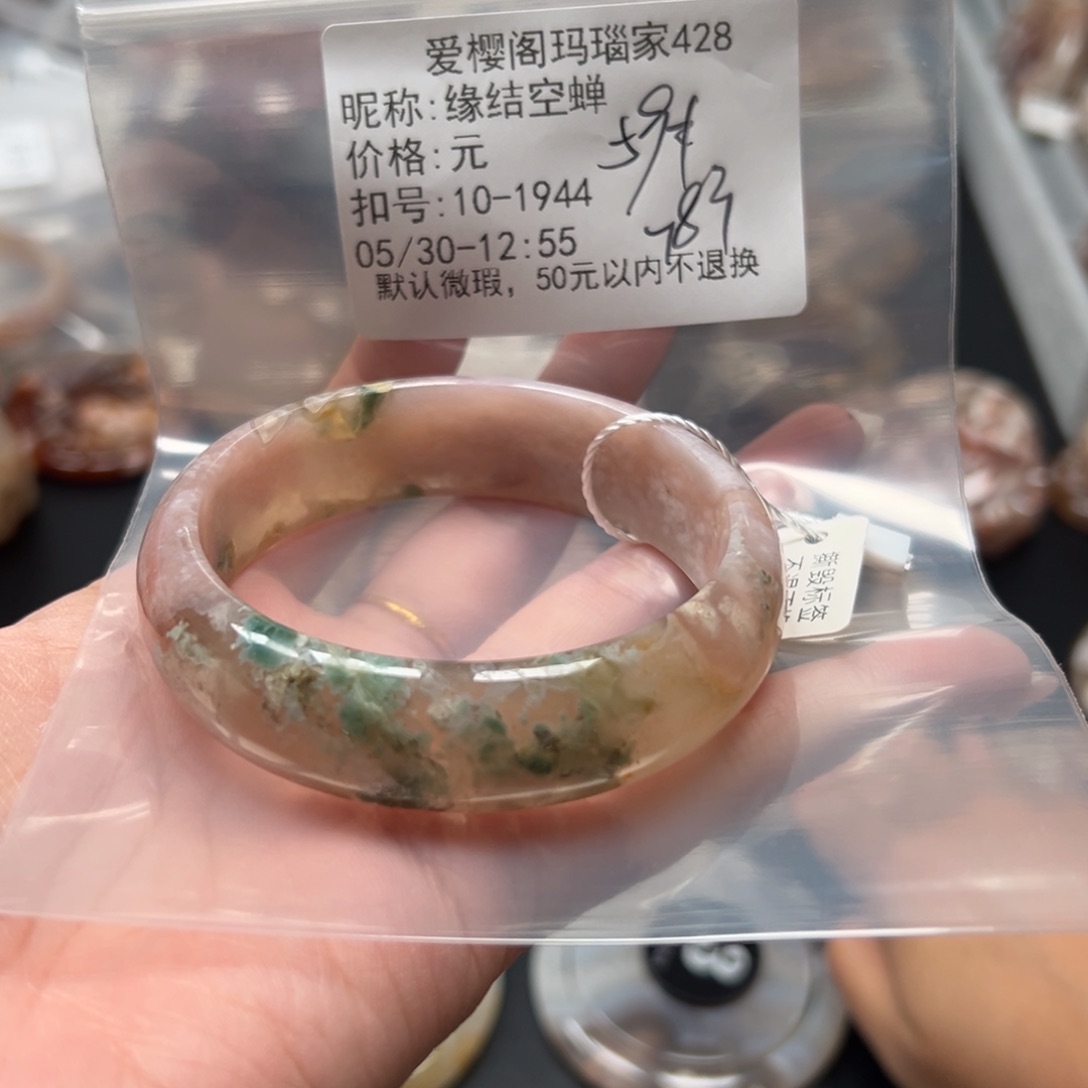 爱樱阁玛瑙家428
昵称:缘结空蝉
价格:元
扣号:10-1944
05/30-12:55
默认微瑕，50元以内不退换